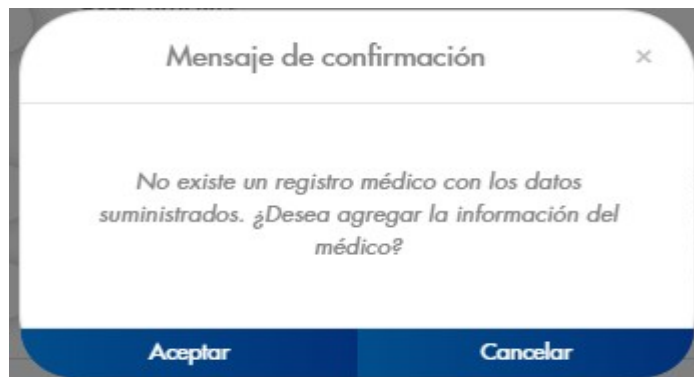 Mensaje de confirmación
×
No existe un registro médico con los datos
suministrados. ¿Desea agregar la información del
médico?
Aceptar
Cancelar